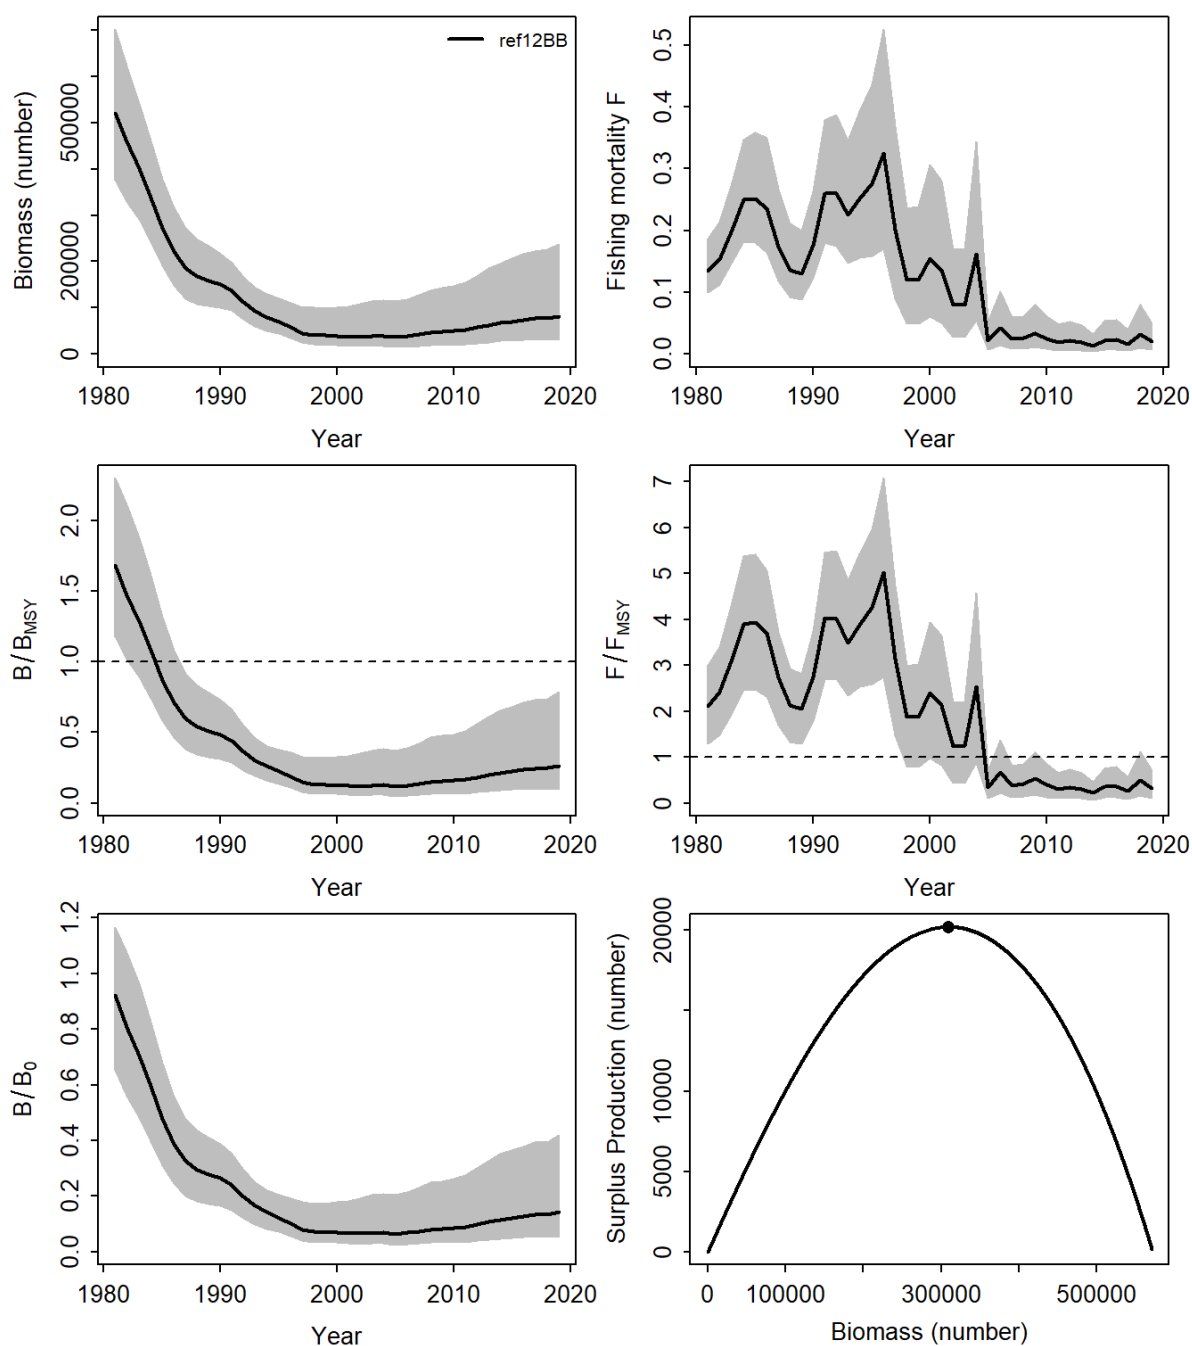 ref12BB
Biomass (number)
0
200000
500000
1980 1990 2000 2010 2020
Year
Fishing mortality F
0.0 0.1 0.2 0.3 0.4 0.5
1980 1990 2000 2010 2020
Year
B/BMSY
0.0 0.5 1.0 1.5 2.0
1980 1990 2000 2010 2020
Year
F/FMSY
0 1 2 3 4 5 6 7
1980 1990 2000 2010 2020
Year
B/B0
0.0 0.2 0.4 0.6 0.8 1.0 1.2
1980 1990 2000 2010 2020
Year
Surplus Production (number)
0 5000 10000 20000
0 100000 300000 500000
Biomass (number)